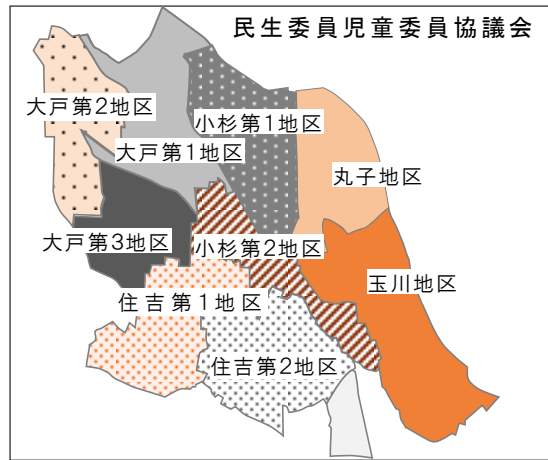 民生委員児童委員協議会
大戸第2地区
小杉第1地区
大戸第1地区
丸子地区
大戸第3地区
小杉第2地区
玉川地区
住吉第1地区
住吉第2地区